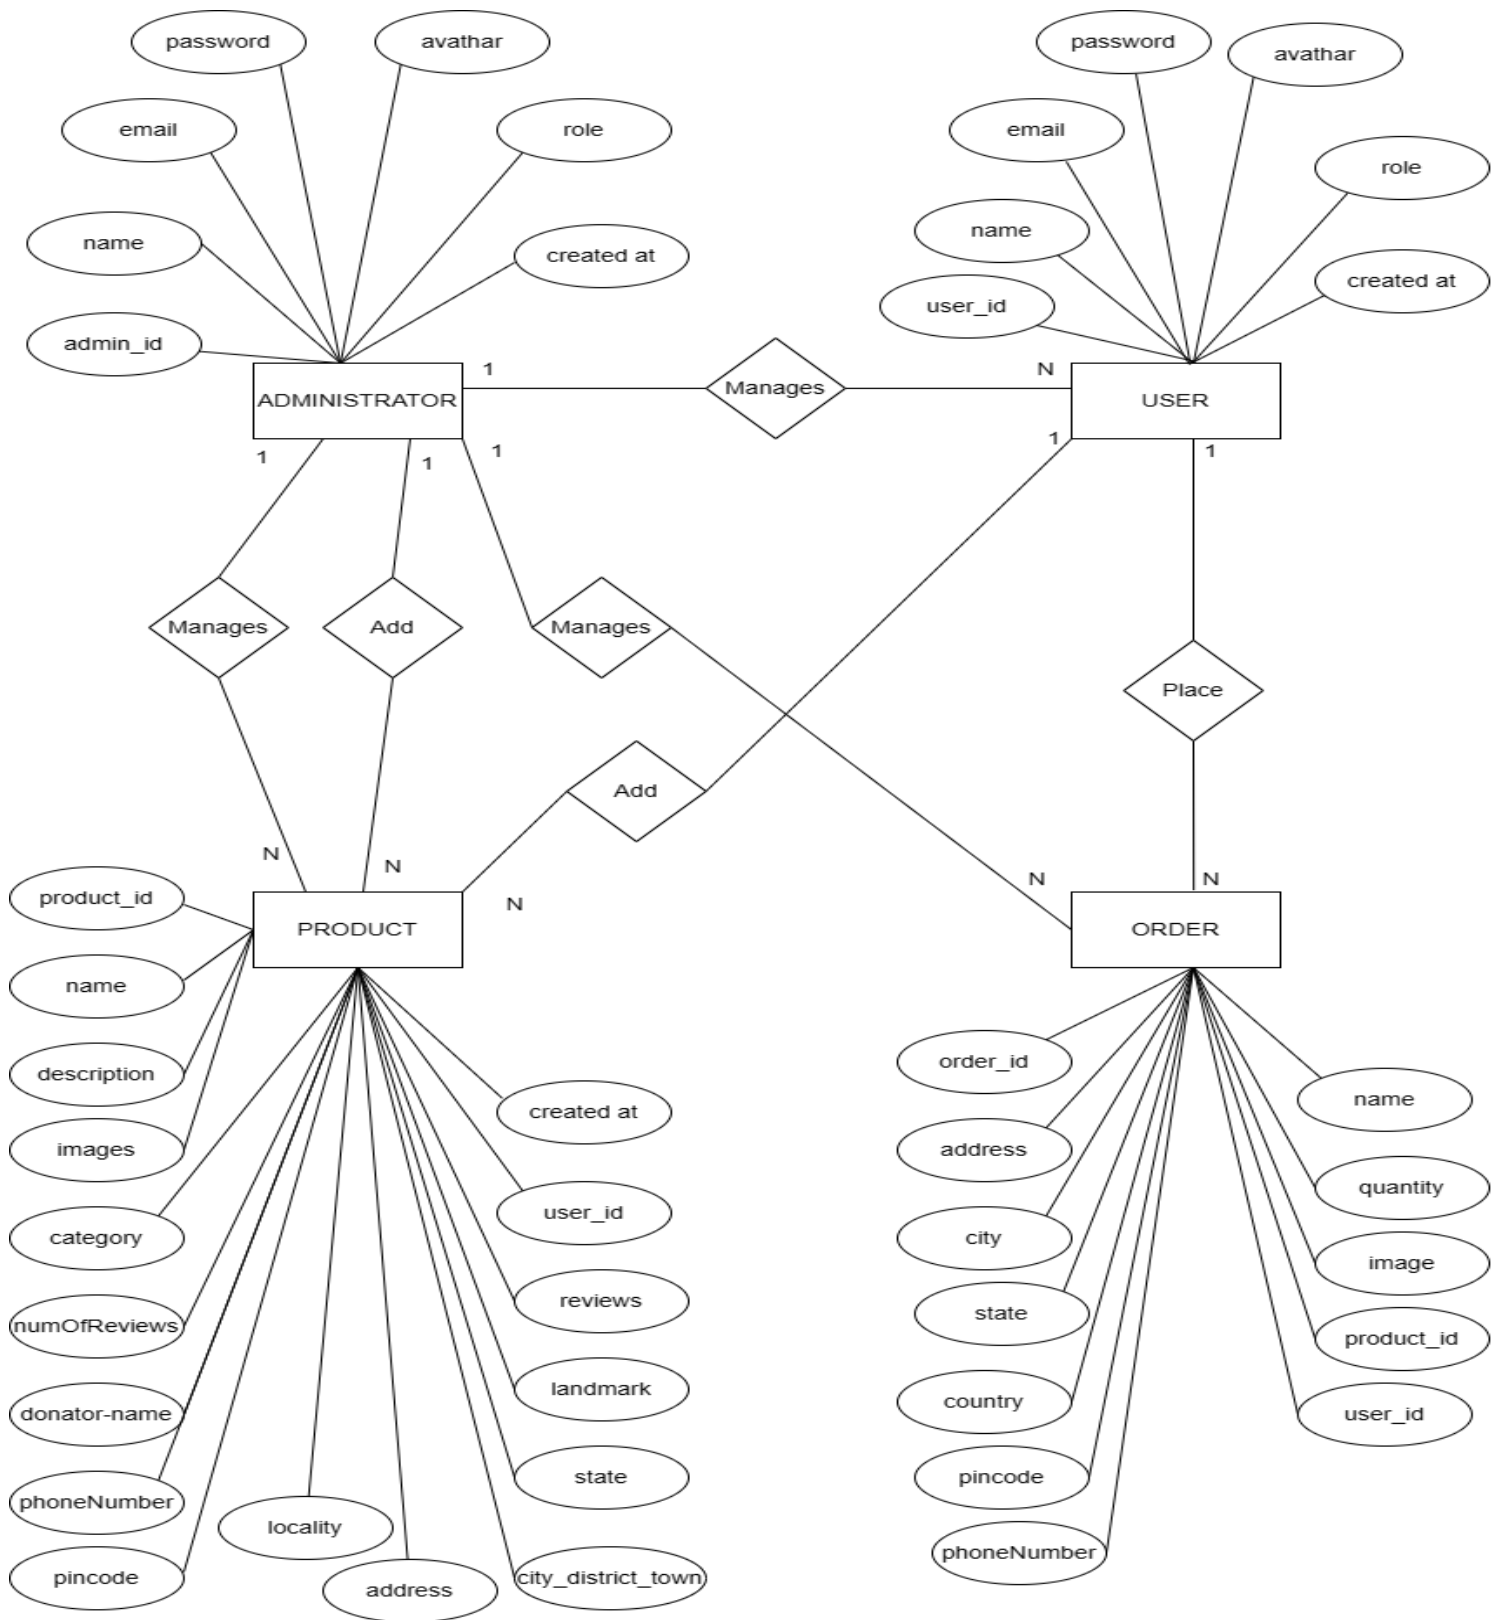 password
avathar
password
avathar
email
role
email
role
name
created at
name
created at
user_id
admin_id
1
N
ADMINISTRATOR
Manages
USER
1
1
1
1
1
Manages
Add
Manages
Place
Add
N
N
N
N
N
product_id
PRODUCT
ORDER
name
description
images
category
numOfReviews
donator-name
phoneNumber
pincode
locality
address
city_district_town
state
landmark
reviews
user_id
created at
order_id
address
city
state
country
pincode
phoneNumber
name
quantity
image
product_id
user_id